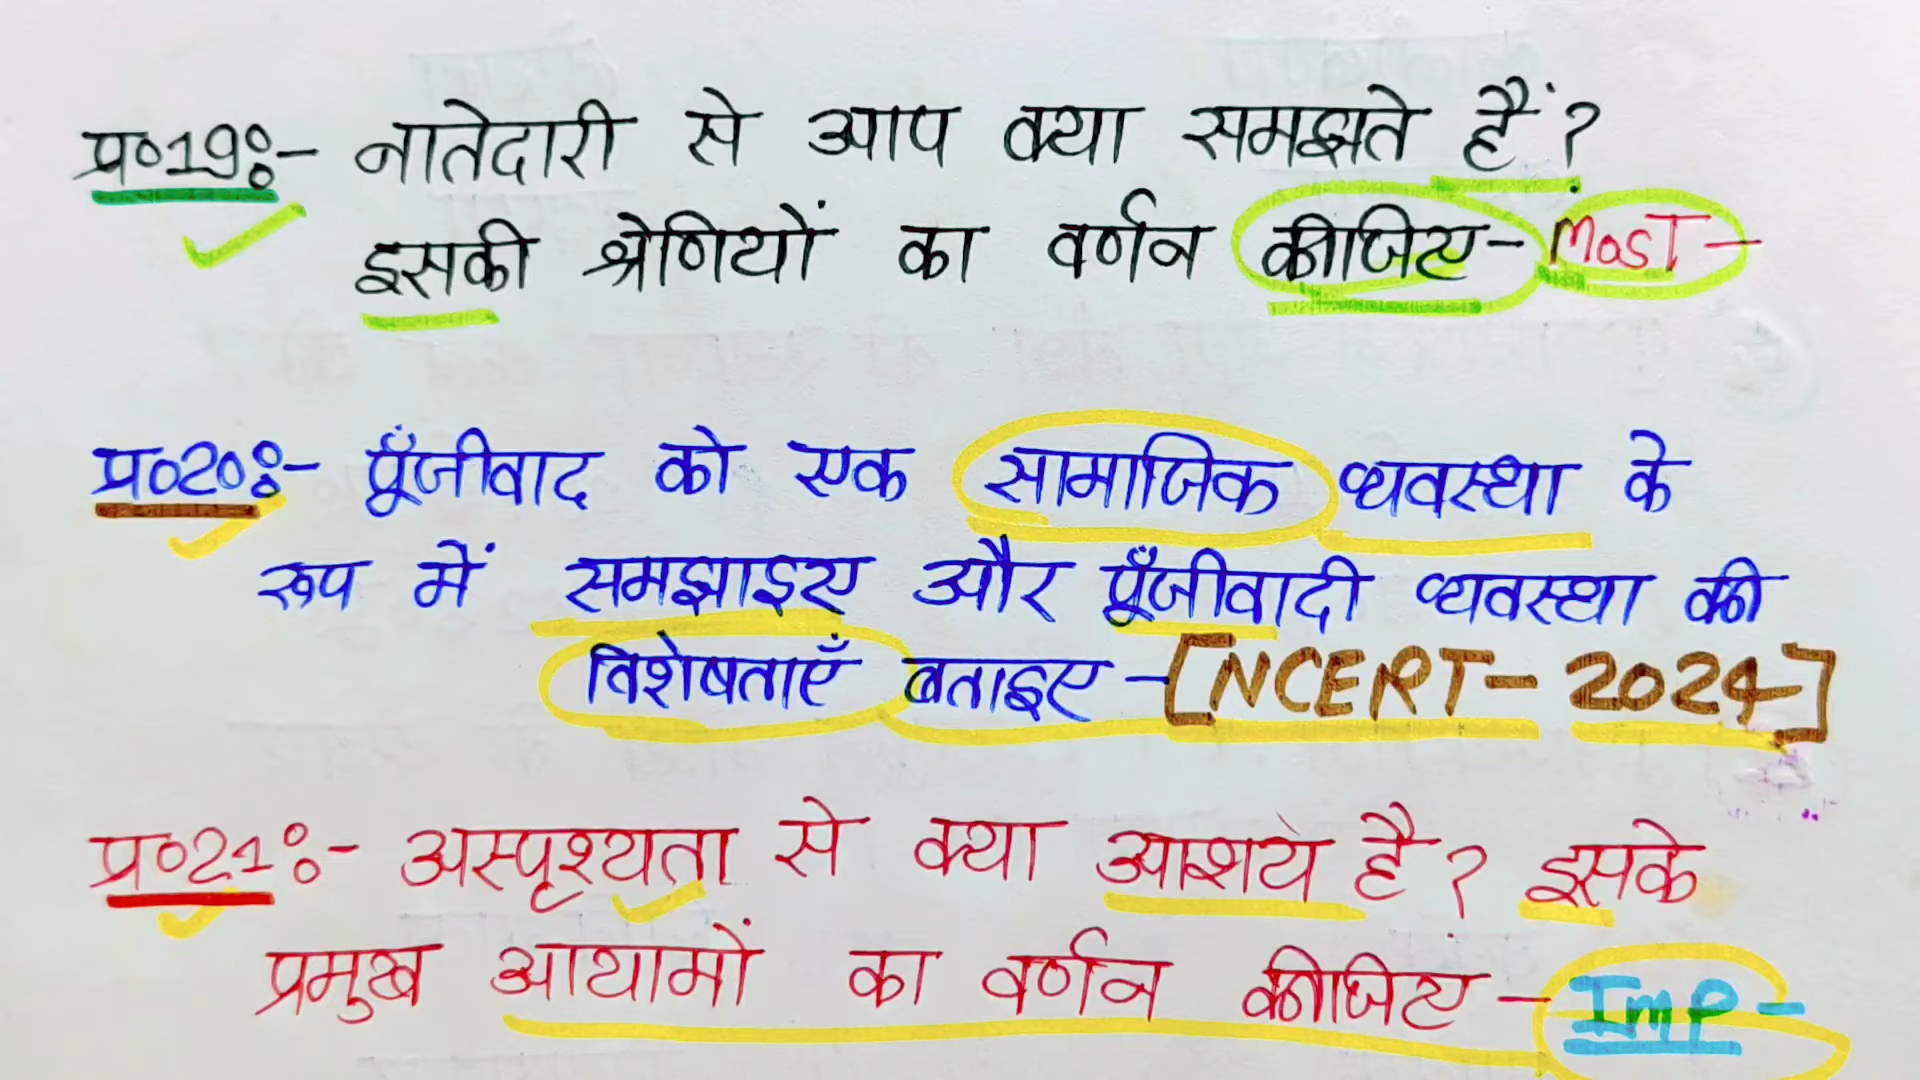 प्र०19ः- नातेदारी से आप क्या समझते हैं?
इसकी श्रेणियों का वर्णन कीजिए- MOST -
प्र०20ः- पूँजीवाद को एक सामाजिक व्यवस्था के
रूप में समझाइए और पूँजीवादी व्यवस्था की
विशेषताएँ बताइए - [NCERT- 2024]
प्र०21ः- अस्पृश्यता से क्या आशय है? इसके
प्रमुख आयामों का वर्णन कीजिए - Imp -